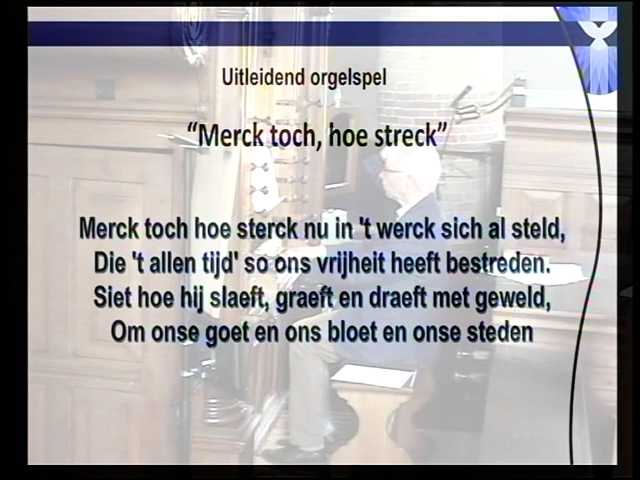 Uitleidend orgelspel
“Merck toch, hoe streck”
Merck toch hoe sterck nu in 't werck sich al steld,
Die 't allen tijd' so ons vrijheit heeft bestreden.
Siet hoe hij slaeft, graeft en draeft met geweld,
Om onse goet en ons bloet en onse steden